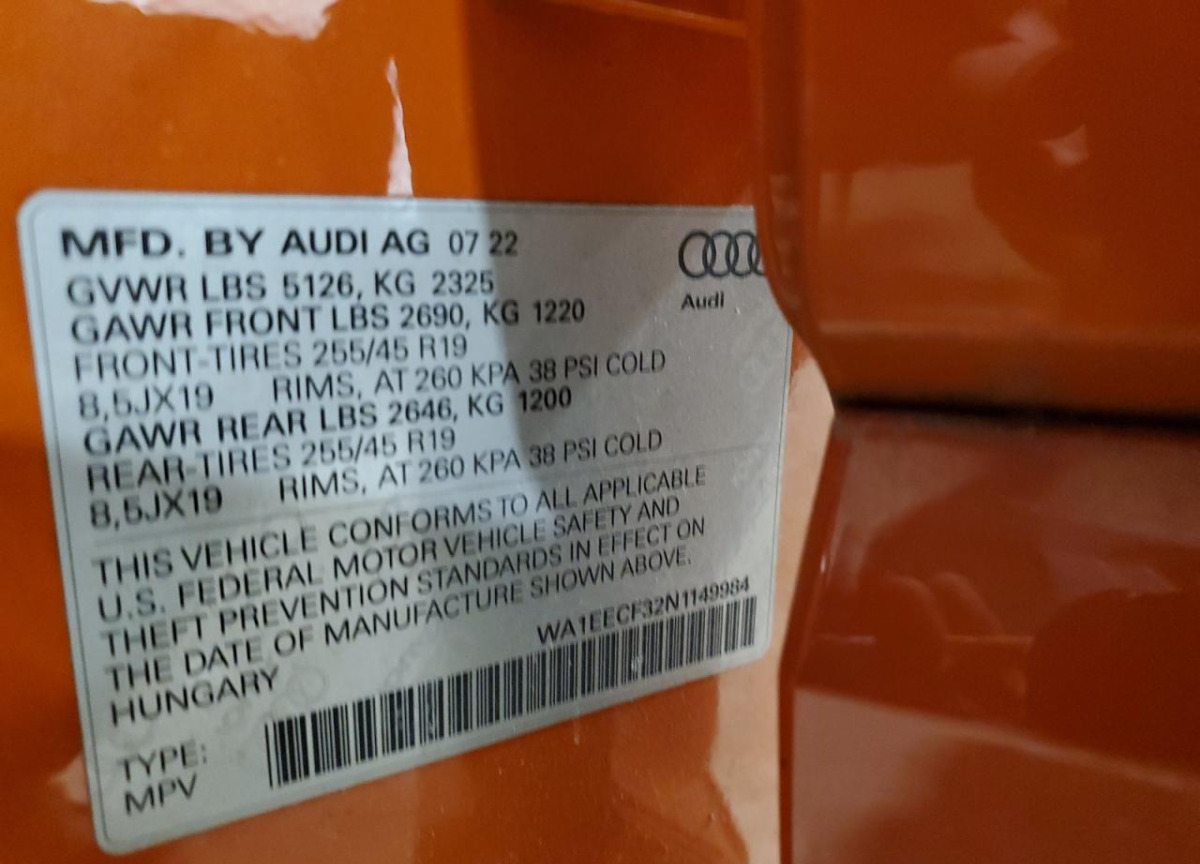 MFD. BY AUDI AG 07 22
Audi
GVWR LBS 5126, KG 2325
GAWR FRONT LBS 2690, KG 1220
FRONT-TIRES 255/45 R19
8,5JX19 RIMS, AT 260 KPA 38 PSI COLD
GAWR REAR LBS 2646, KG 1200
REAR-TIRES 255/45 R19
8,5JX19 RIMS, AT 260 KPA 38 PSI COLD
THIS VEHICLE CONFORMS TO ALL APPLICABLE
U.S. FEDERAL MOTOR VEHICLE SAFETY AND
THEFT PREVENTION STANDARDS IN EFFECT ON
THE DATE OF MANUFACTURE SHOWN ABOVE.
HUNGARY
WA1EECF32N1149984
TYPE:
MPV